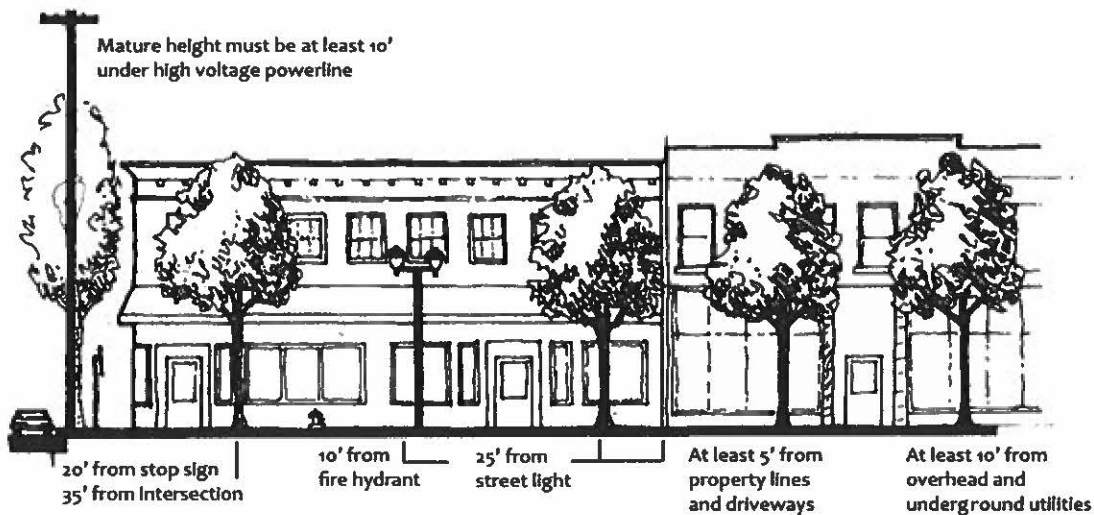 Mature height must be at least 10'
under high voltage powerline
20' from stop sign
35' from Intersection
10' from
fire hydrant
25' from
street light
At least 5' from
property lines
and driveways
At least 10' from
overhead and
underground utilities